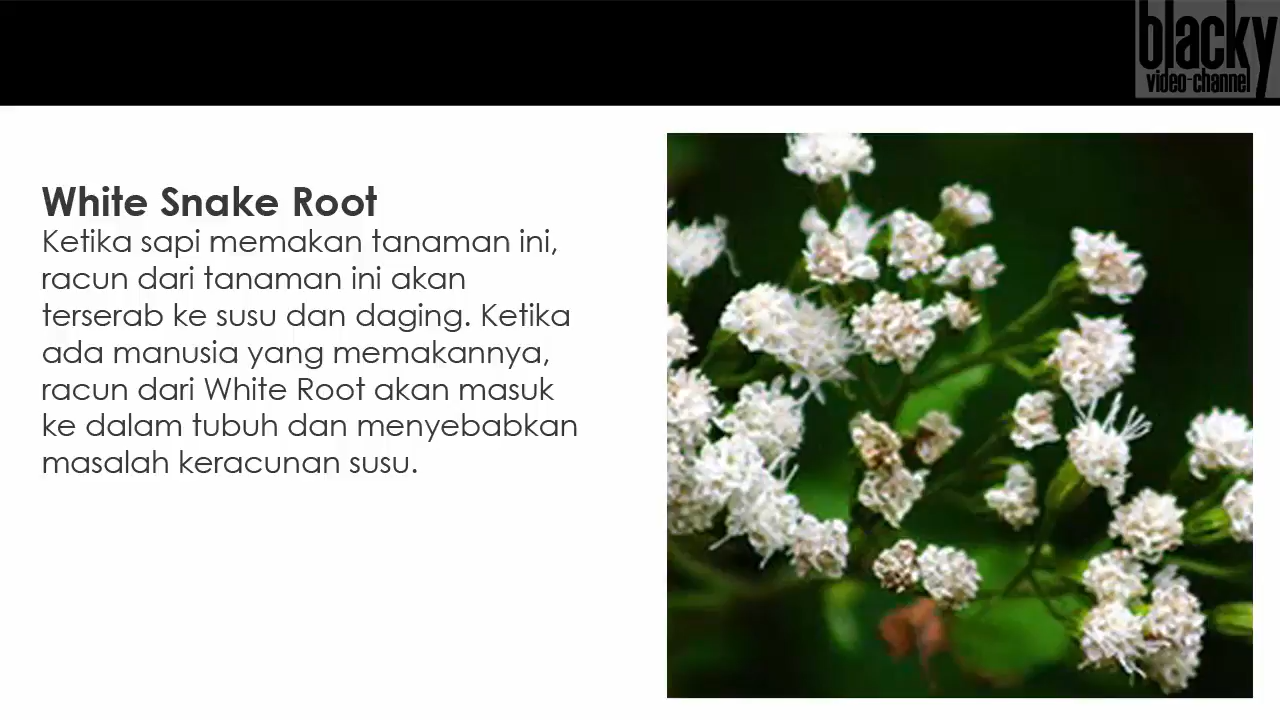 blacky
video-channel
White Snake Root
Ketika sapi memakan tanaman ini,
racun dari tanaman ini akan
terserab ke susu dan daging. Ketika
ada manusia yang memakannya,
racun dari White Root akan masuk
ke dalam tubuh dan menyebabkan
masalah keracunan susu.